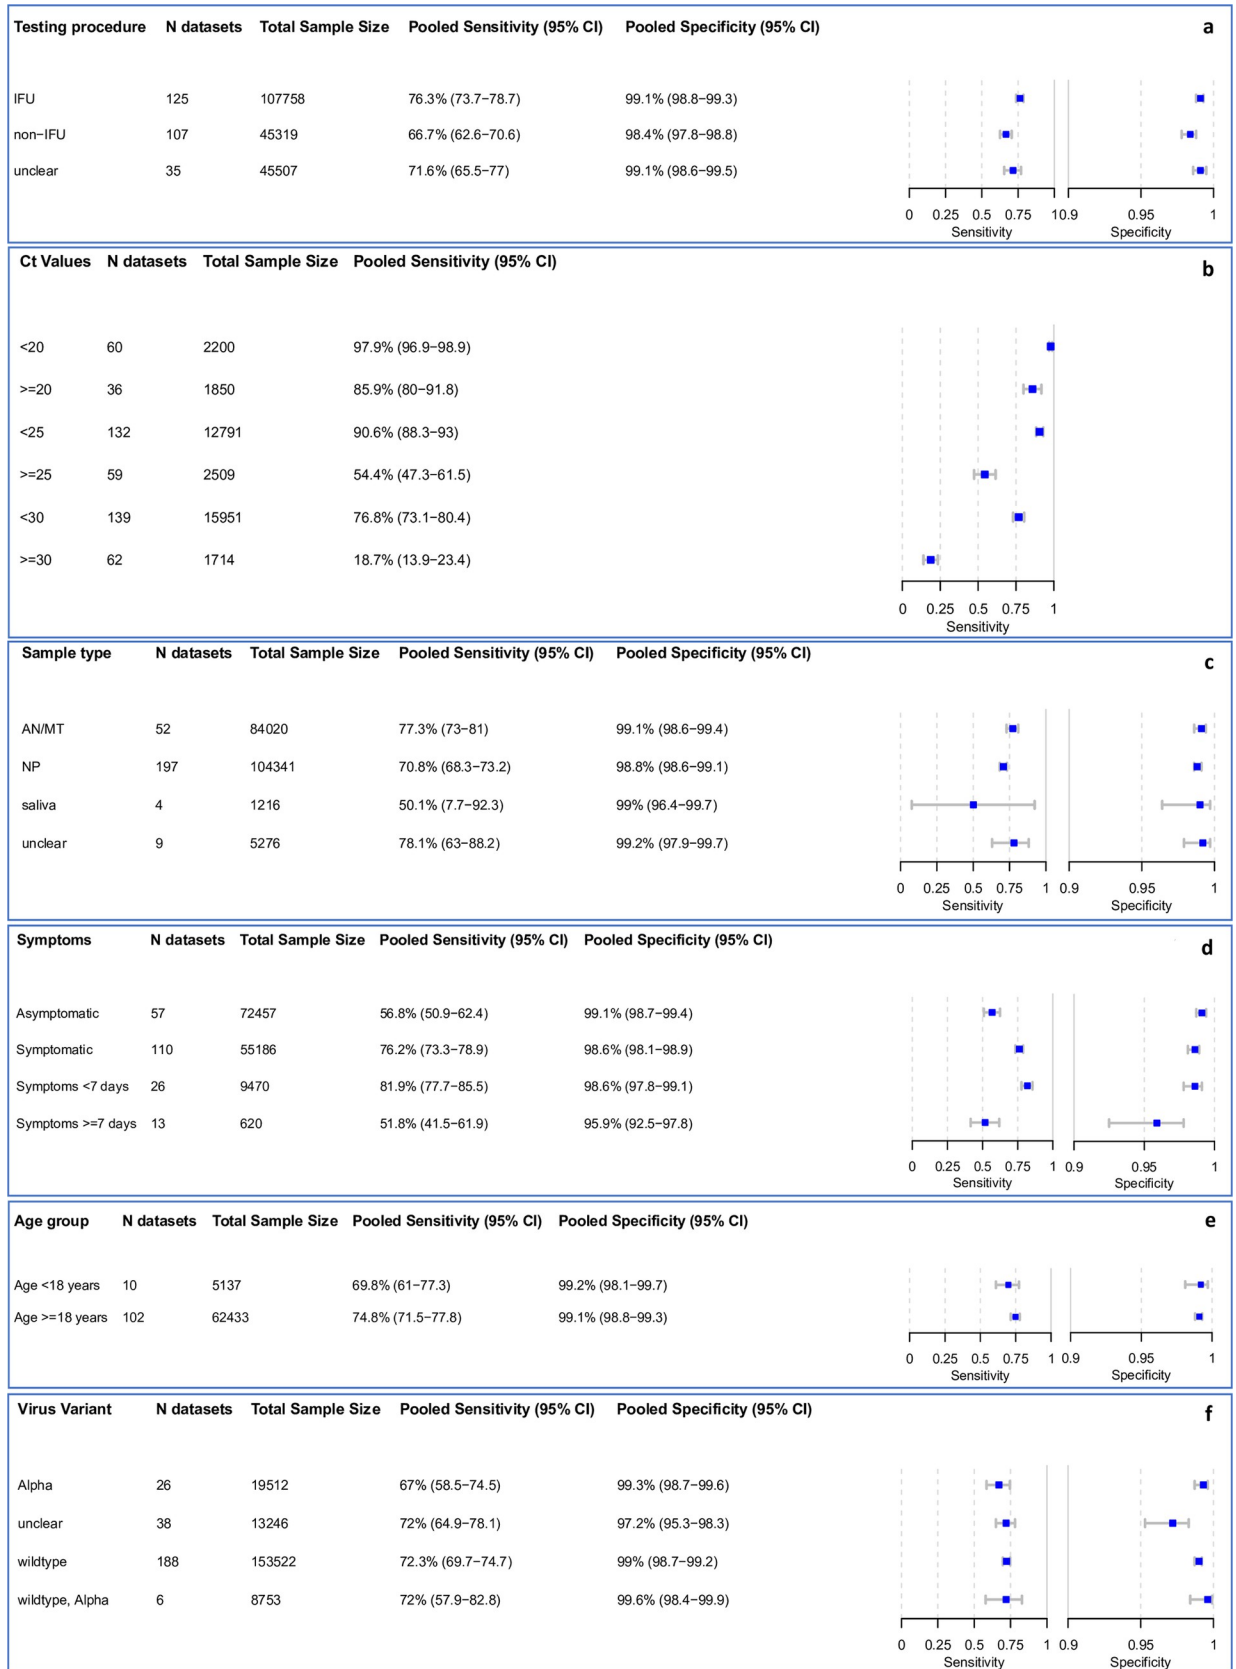 Testing procedure N datasets Total Sample Size Pooled Sensitivity (95% CI) Pooled Specificity (95% CI) a
IFU 125 107758 76.3% (73.7−78.7) 99.1% (98.8−99.3)
non−IFU 107 45319 66.7% (62.6−70.6) 98.4% (97.8−98.8)
unclear 35 45507 71.6% (65.5−77) 99.1% (98.6−99.5)
0 0.25 0.5 0.75 1 0.9 0.95 1
Sensitivity Specificity
Ct Values N datasets Total Sample Size Pooled Sensitivity (95% CI) b
<20 60 2200 97.9% (96.9−98.9)
>=20 36 1850 85.9% (80−91.8)
<25 132 12791 90.6% (88.3−93)
>=25 59 2509 54.4% (47.3−61.5)
<30 139 15951 76.8% (73.1−80.4)
>=30 62 1714 18.7% (13.9−23.4)
0 0.25 0.5 0.75 1
Sensitivity
Sample type N datasets Total Sample Size Pooled Sensitivity (95% CI) Pooled Specificity (95% CI) c
AN/MT 52 84020 77.3% (73−81) 99.1% (98.6−99.4)
NP 197 104341 70.8% (68.3−73.2) 98.8% (98.6−99.1)
saliva 4 1216 50.1% (7.7−92.3) 99% (96.4−99.7)
unclear 9 5276 78.1% (63−88.2) 99.2% (97.9−99.7)
0 0.25 0.5 0.75 1 0.9 0.95 1
Sensitivity Specificity
Symptoms N datasets Total Sample Size Pooled Sensitivity (95% CI) Pooled Specificity (95% CI) d
Asymptomatic 57 72457 56.8% (50.9−62.4) 99.1% (98.7−99.4)
Symptomatic 110 55186 76.2% (73.3−78.9) 98.6% (98.1−98.9)
Symptoms <7 days 26 9470 81.9% (77.7−85.5) 98.6% (97.8−99.1)
Symptoms >=7 days 13 620 51.8% (41.5−61.9) 95.9% (92.5−97.8)
0 0.25 0.5 0.75 1 0.9 0.95 1
Sensitivity Specificity
Age group N datasets Total Sample Size Pooled Sensitivity (95% CI) Pooled Specificity (95% CI) e
Age <18 years 10 5137 69.8% (61−77.3) 99.2% (98.1−99.7)
Age >=18 years 102 62433 74.8% (71.5−77.8) 99.1% (98.8−99.3)
0 0.25 0.5 0.75 1 0.9 0.95 1
Sensitivity Specificity
Virus Variant N datasets Total Sample Size Pooled Sensitivity (95% CI) Pooled Specificity (95% CI) f
Alpha 26 19512 67% (58.5−74.5) 99.3% (98.7−99.6)
unclear 38 13246 72% (64.9−78.1) 97.2% (95.3−98.3)
wildtype 188 153522 72.3% (69.7−74.7) 99% (98.7−99.2)
wildtype, Alpha 6 8753 72% (57.9−82.8) 99.6% (98.4−99.9)
0 0.25 0.5 0.75 1 0.9 0.95 1
Sensitivity Specificity